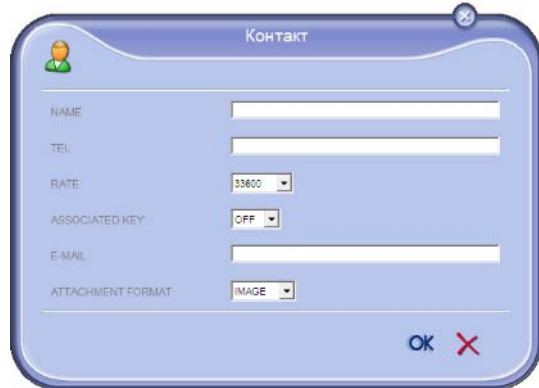 Контакт
NAME
TEL
RATE 33600
ASSOCIATED KEY OFF
E-MAIL
ATTACHMENT FORMAT IMAGE
OK